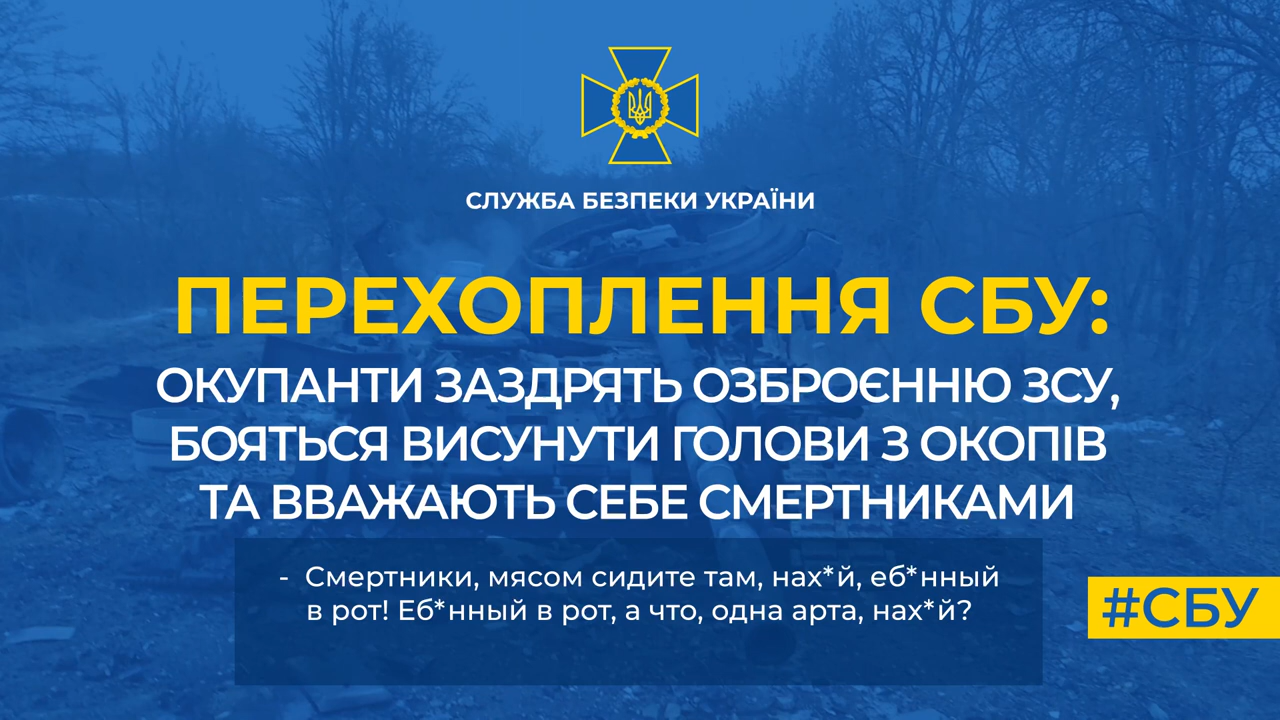 СЛУЖБА БЕЗПЕКИ УКРАЇНИ
ПЕРЕХОПЛЕННЯ СБУ:
ОКУПАНТИ ЗАЗДРЯТЬ ОЗБРОЄННЮ ЗСУ,
БОЯТЬСЯ ВИСУНУТИ ГОЛОВИ З ОКОПІВ
ТА ВВАЖАЮТЬ СЕБЕ СМЕРТНИКАМИ
- Смертники, мясом сидите там, нах*й, еб*нный
в рот! Еб*нный в рот, а что, одна арта, нах*й?
#СБУ